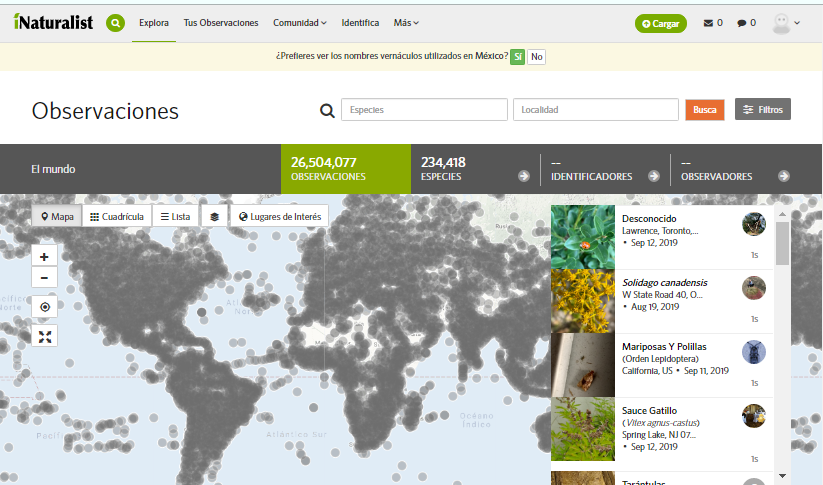 iNaturalist
Explora
Tus Observaciones
Comunidad
Identifica
Más
Cargar
0
0
¿Prefieres ver los nombres vernáculos utilizados en México? Sí No
Observaciones
Especies
Localidad
Busca
Filtros
El mundo
26,504,077
OBSERVACIONES
234,418
ESPECIES
--
IDENTIFICADORES
--
OBSERVADORES
Mapa
Cuadrícula
Lista
Lugares de Interés
+
−
Desconocido
Lawrence, Toronto,...
• Sep 12, 2019
1s
Solidago canadensis
W State Road 40, O...
• Aug 19, 2019
1s
Mariposas Y Polillas
(Orden Lepidoptera)
California, US • Sep 11, 2019
1s
Sauce Gatillo
(Vitex agnus-castus)
Spring Lake, NJ 07...
• Sep 12, 2019
1s
Tarántulas
Océano
Índico
Atlántico Sur